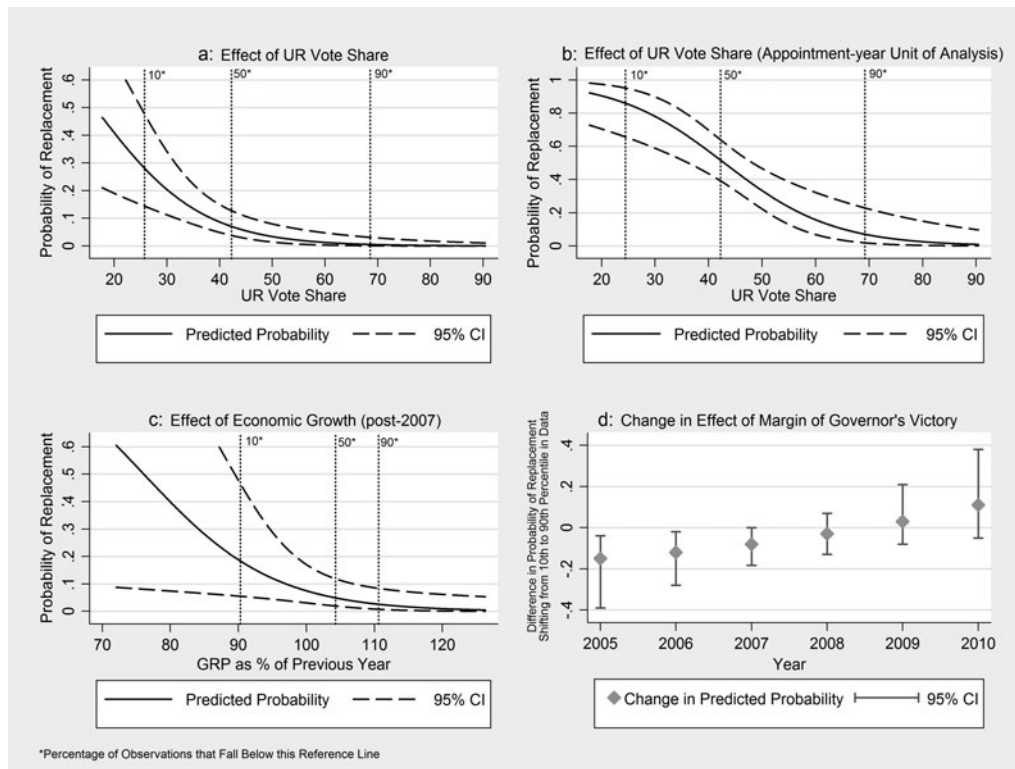 a: Effect of UR Vote Share
10*
50*
90*
Probability of Replacement
.6
.5
.4
.3
.2
.1
0
20 30 40 50 60 70 80 90
UR Vote Share
Predicted Probability 95% CI
b: Effect of UR Vote Share (Appointment-year Unit of Analysis)
10*
50*
90*
Probability of Replacement
1
.8
.6
.4
.2
0
20 30 40 50 60 70 80 90
UR Vote Share
Predicted Probability 95% CI
c: Effect of Economic Growth (post-2007)
10*
50*
90*
Probability of Replacement
.6
.5
.4
.3
.2
.1
0
70 80 90 100 110 120
GRP as % of Previous Year
Predicted Probability 95% CI
d: Change in Effect of Margin of Governor's Victory
Difference in Probability of Replacement
Shifting from 10th to 90th Percentile in Data
.4
.2
0
-.2
-.4
2005 2006 2007 2008 2009 2010
Year
Change in Predicted Probability 95% CI
*Percentage of Observations that Fall Below this Reference Line